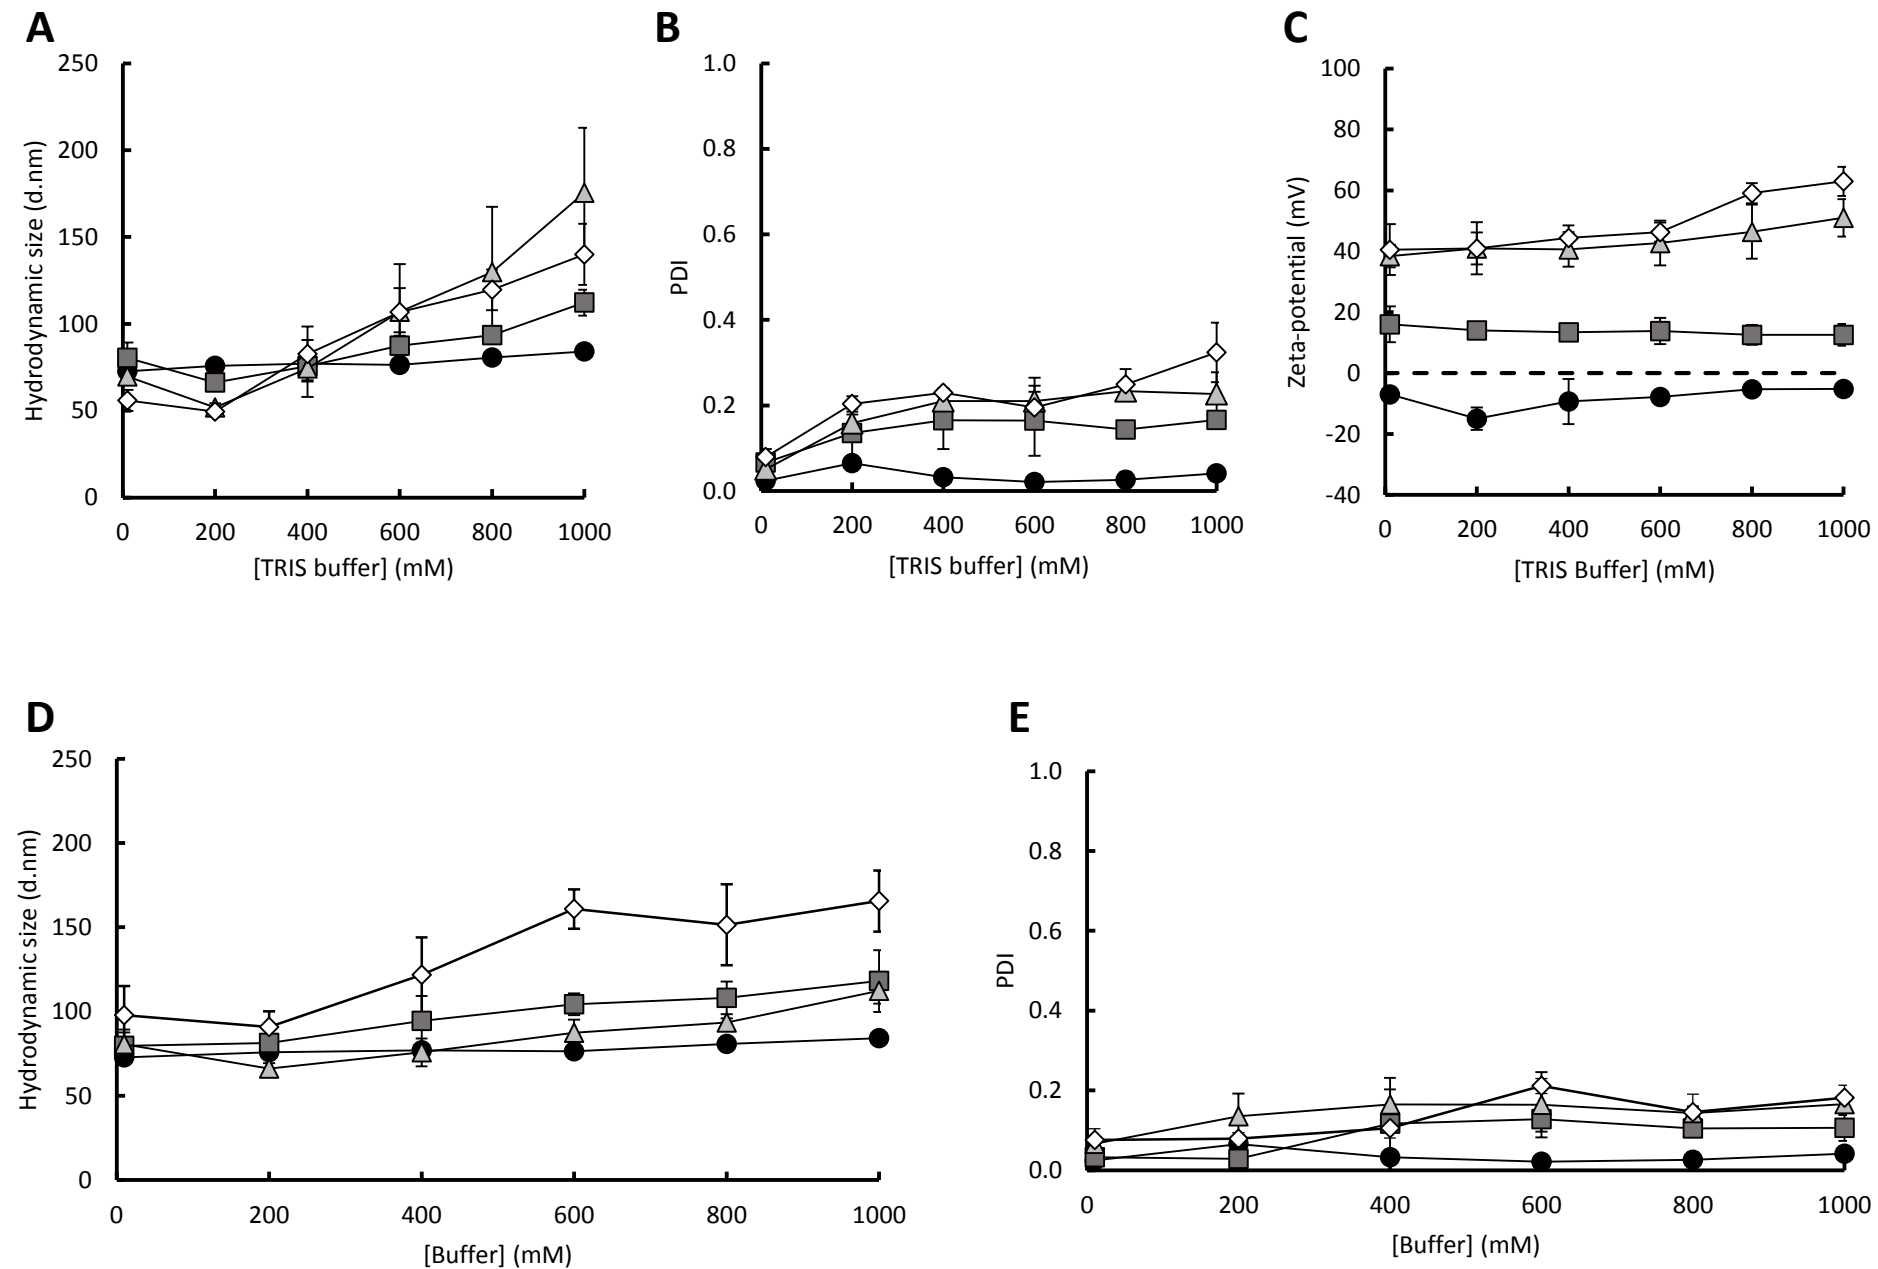 A
250
200
150
100
50
0
Hydrodynamic size (d.nm)
0 200 400 600 800 1000
[TRIS buffer] (mM)
B
1.0
0.8
0.6
0.4
0.2
0.0
PDI
0 200 400 600 800 1000
[TRIS buffer] (mM)
C
100
80
60
40
20
0
-20
-40
Zeta-potential (mV)
0 200 400 600 800 1000
[TRIS Buffer] (mM)
D
250
200
150
100
50
0
Hydrodynamic size (d.nm)
0 200 400 600 800 1000
[Buffer] (mM)
E
1.0
0.8
0.6
0.4
0.2
0.0
PDI
0 200 400 600 800 1000
[Buffer] (mM)